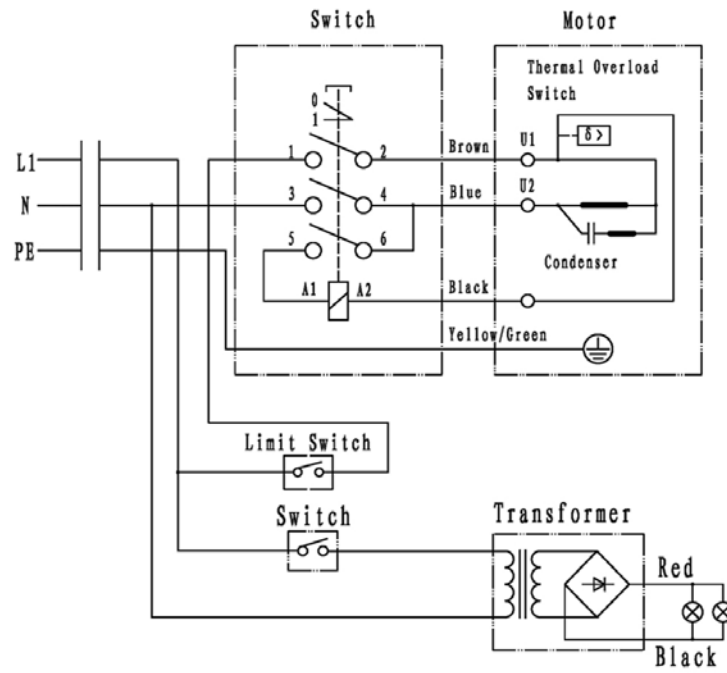 Switch
Motor
Thermal Overload
Switch
0
1
δ >
L1
1
2
Brown
U1
N
3
4
Blue
U2
PE
5
6
Condenser
A1
A2
Black
Yellow/Green
Limit Switch
Switch
Transformer
Red
Black